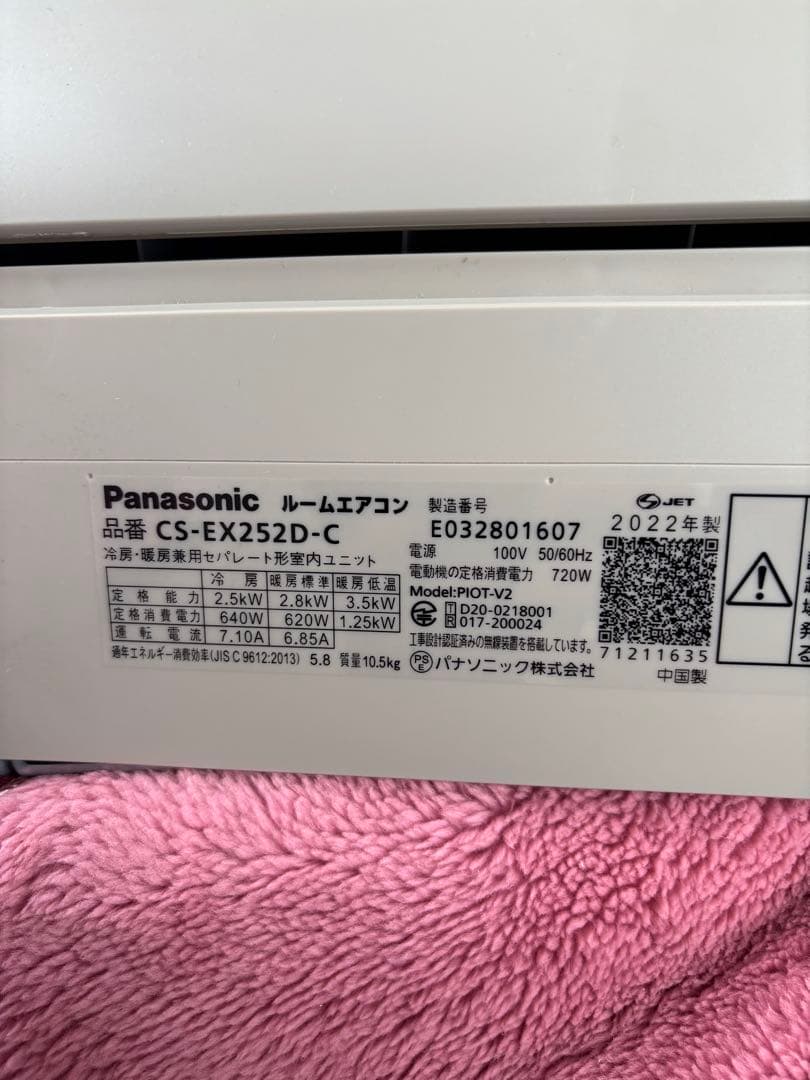 Panasonic ルームエアコン
品番 CS-EX252D-C
冷房・暖房兼用セパレート形室内ユニット
冷房 暖房標準 暖房低温
定格能力 2.5kW 2.8kW 3.5kW
定格消費電力 640W 620W 1.25kW
運転電流 7.10A 6.85A
通年エネルギー消費効率(JIS C 9612:2013) 5.8 質量10.5kg
製造番号
E032801607
電源 100V 50/60Hz
電動機の定格消費電力 720W
Model:PIOT-V2
T D20-0218001
R 017-200024
工事設計認証済みの無線装置を搭載しています。
PSE パナソニック株式会社
JET
2022年製
71211635
中国製